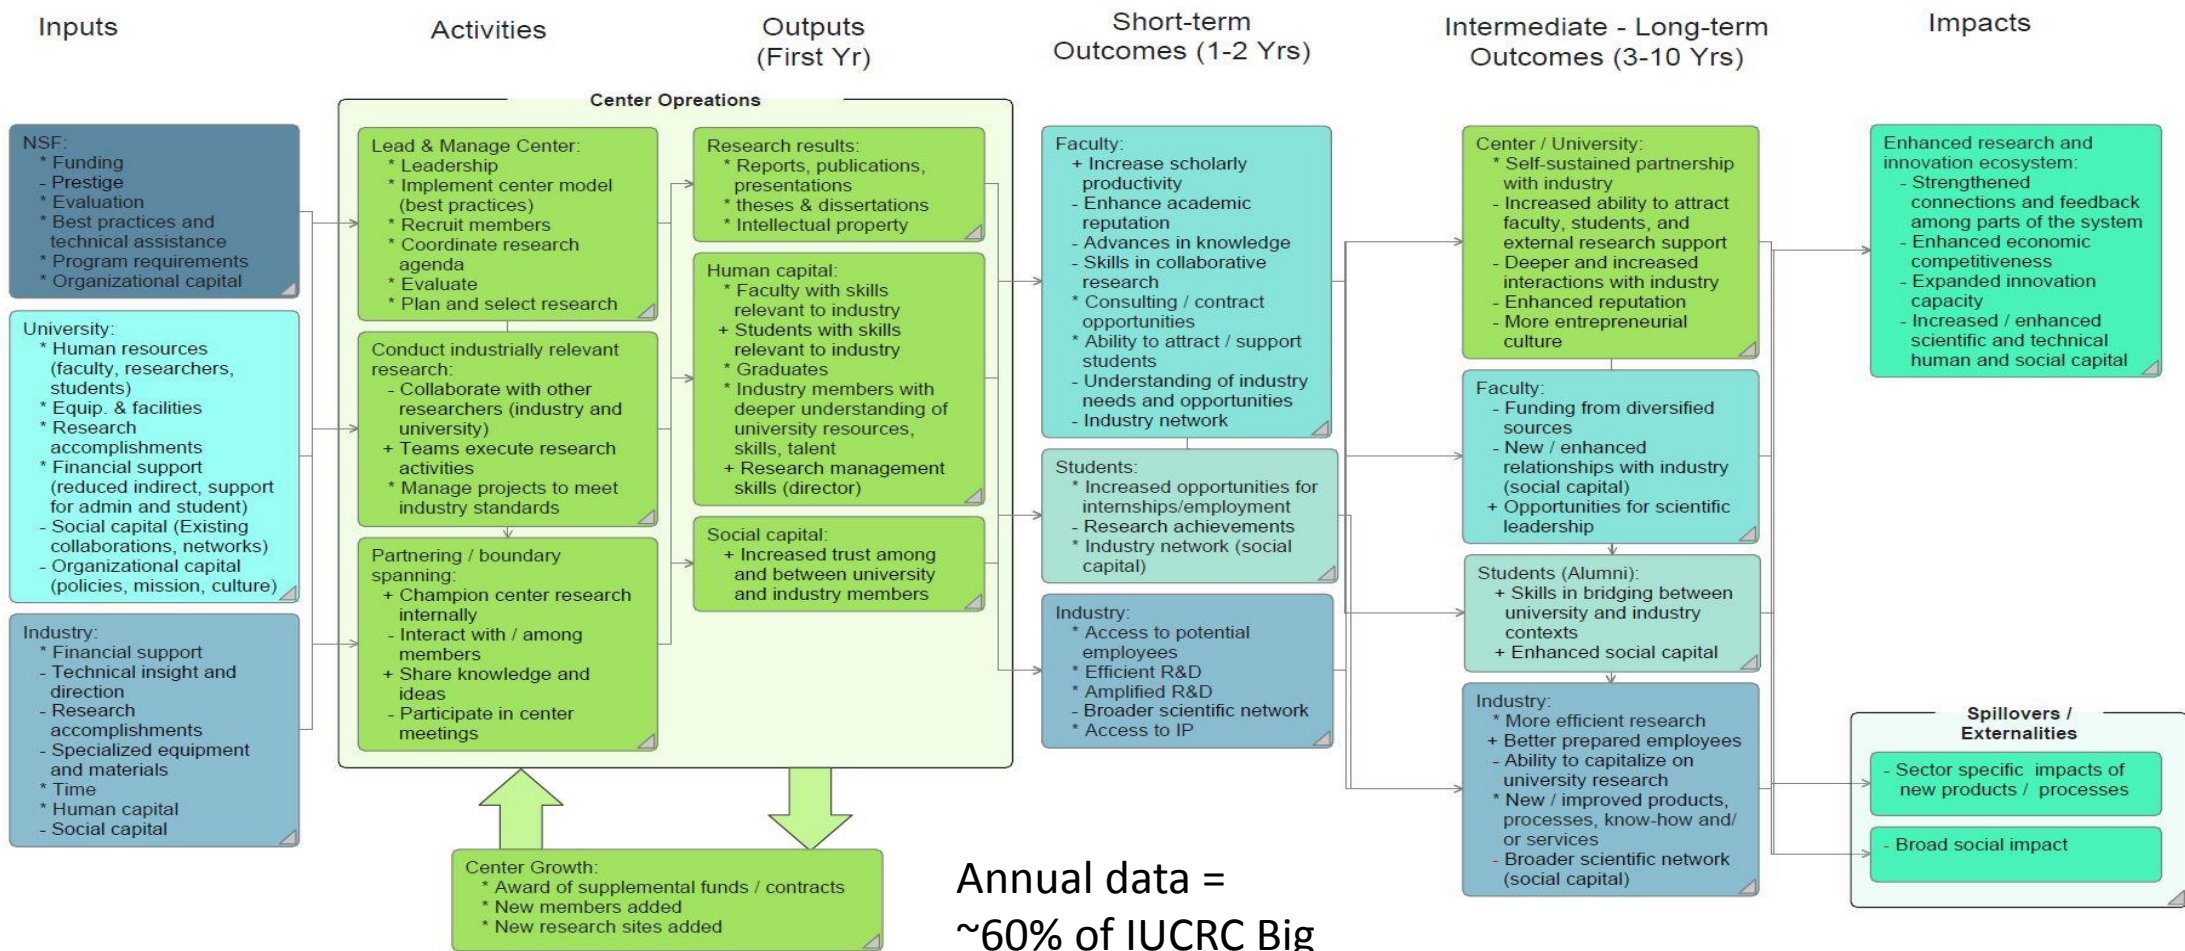 Inputs
Activities
Outputs
(First Yr)
Short-term
Outcomes (1-2 Yrs)
Intermediate - Long-term
Outcomes (3-10 Yrs)
Impacts
NSF:
* Funding
- Prestige
* Evaluation
* Best practices and
technical assistance
* Program requirements
* Organizational capital
University:
* Human resources
(faculty, researchers,
students)
* Equip. & facilities
* Research
accomplishments
* Financial support
(reduced indirect, support
for admin and student)
- Social capital (Existing
collaborations, networks)
- Organizational capital
(policies, mission, culture)
Industry:
* Financial support
- Technical insight and
direction
- Research
accomplishments
- Specialized equipment
and materials
* Time
* Human capital
- Social capital
Center Opreations
Lead & Manage Center:
* Leadership
* Implement center model
(best practices)
* Recruit members
* Coordinate research
agenda
* Evaluate
* Plan and select research
Conduct industrially relevant
research:
- Collaborate with other
researchers (industry and
university)
+ Teams execute research
activities
* Manage projects to meet
industry standards
Partnering / boundary
spanning:
+ Champion center research
internally
- Interact with / among
members
+ Share knowledge and
ideas
- Participate in center
meetings
Research results:
* Reports, publications,
presentations
* theses & dissertations
* Intellectual property
Human capital:
* Faculty with skills
relevant to industry
+ Students with skills
relevant to industry
* Graduates
* Industry members with
deeper understanding of
university resources,
skills, talent
+ Research management
skills (director)
Social capital:
+ Increased trust among
and between university
and industry members
Center Growth:
* Award of supplemental funds / contracts
* New members added
* New research sites added
Faculty:
+ Increase scholarly
productivity
- Enhance academic
reputation
- Advances in knowledge
- Skills in collaborative
research
* Consulting / contract
opportunities
* Ability to attract / support
students
- Understanding of industry
needs and opportunities
- Industry network
Students:
* Increased opportunities for
internships/employment
- Research achievements
* Industry network (social
capital)
Industry:
* Access to potential
employees
* Efficient R&D
* Amplified R&D
- Broader scientific network
* Access to IP
Center / University:
* Self-sustained partnership
with industry
- Increased ability to attract
faculty, students, and
external research support
- Deeper and increased
interactions with industry
- Enhanced reputation
- More entrepreneurial
culture
Faculty:
- Funding from diversified
sources
- New / enhanced
relationships with industry
(social capital)
+ Opportunities for scientific
leadership
Students (Alumni):
+ Skills in bridging between
university and industry
contexts
+ Enhanced social capital
Industry:
* More efficient research
+ Better prepared employees
- Ability to capitalize on
university research
* New / improved products,
processes, know-how and/
or services
- Broader scientific network
(social capital)
Enhanced research and
innovation ecosystem:
- Strengthened
connections and feedback
among parts of the system
- Enhanced economic
competitiveness
- Expanded innovation
capacity
- Increased / enhanced
scientific and technical
human and social capital
Spillovers /
Externalities
- Sector specific impacts of
new products / processes
- Broad social impact
Annual data =
~60% of IUCRC Big